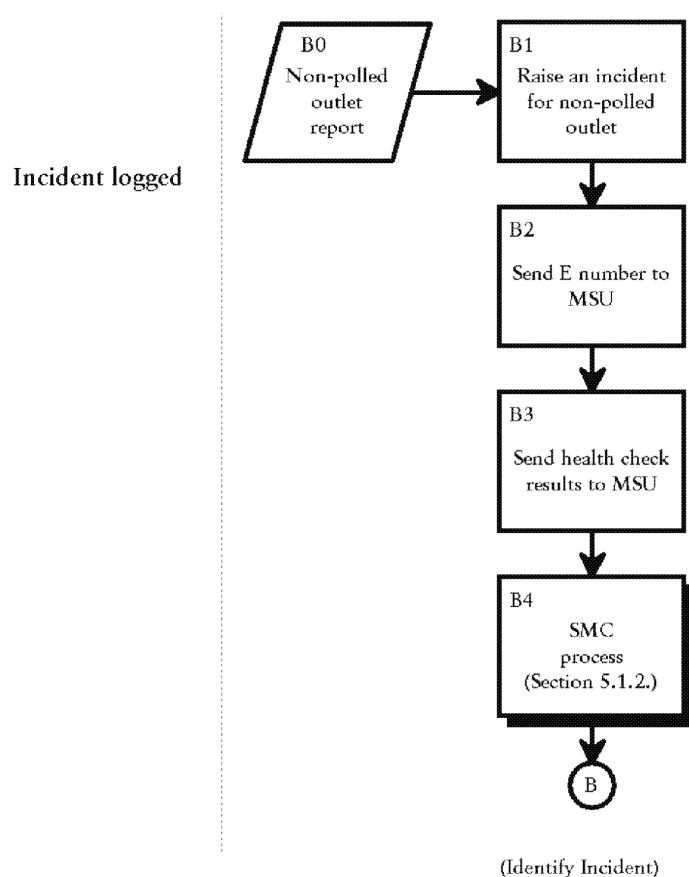 B0
Non-polled
outlet
report
B1
Raise an incident
for non-polled
outlet
Incident logged
B2
Send E number to
MSU
B3
Send health check
results to MSU
B4
SMC
process
(Section 5.1.2.)
B
(Identify Incident)